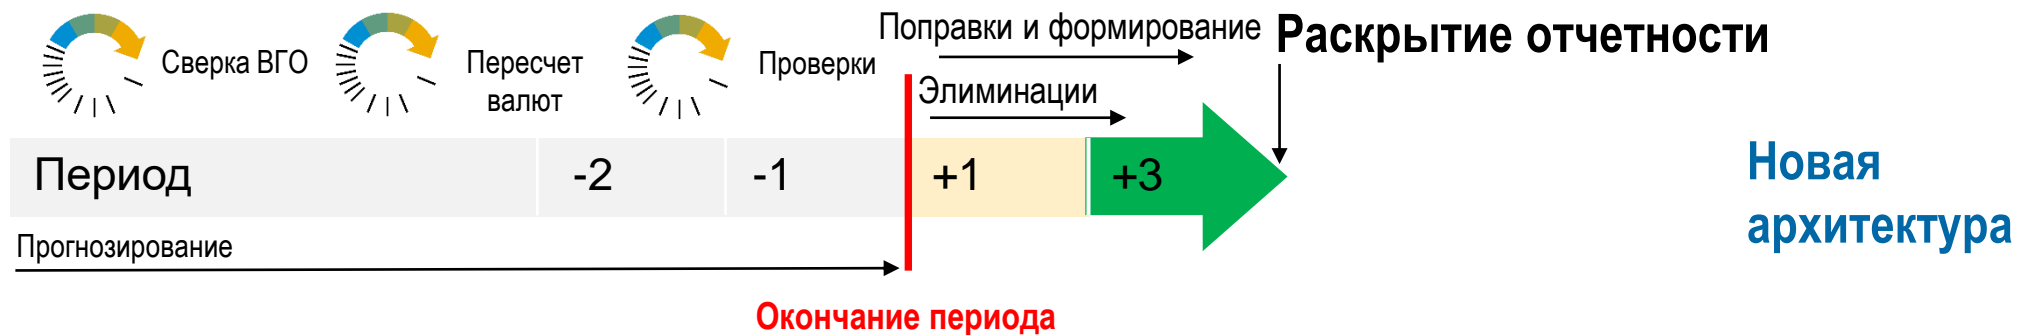 Сверка ВГО
Пересчет
валют
Проверки
Поправки и формирование
Раскрытие отчетности
Элиминации
Период
-2
-1
+1
+3
Новая
архитектура
Прогнозирование
Окончание периода